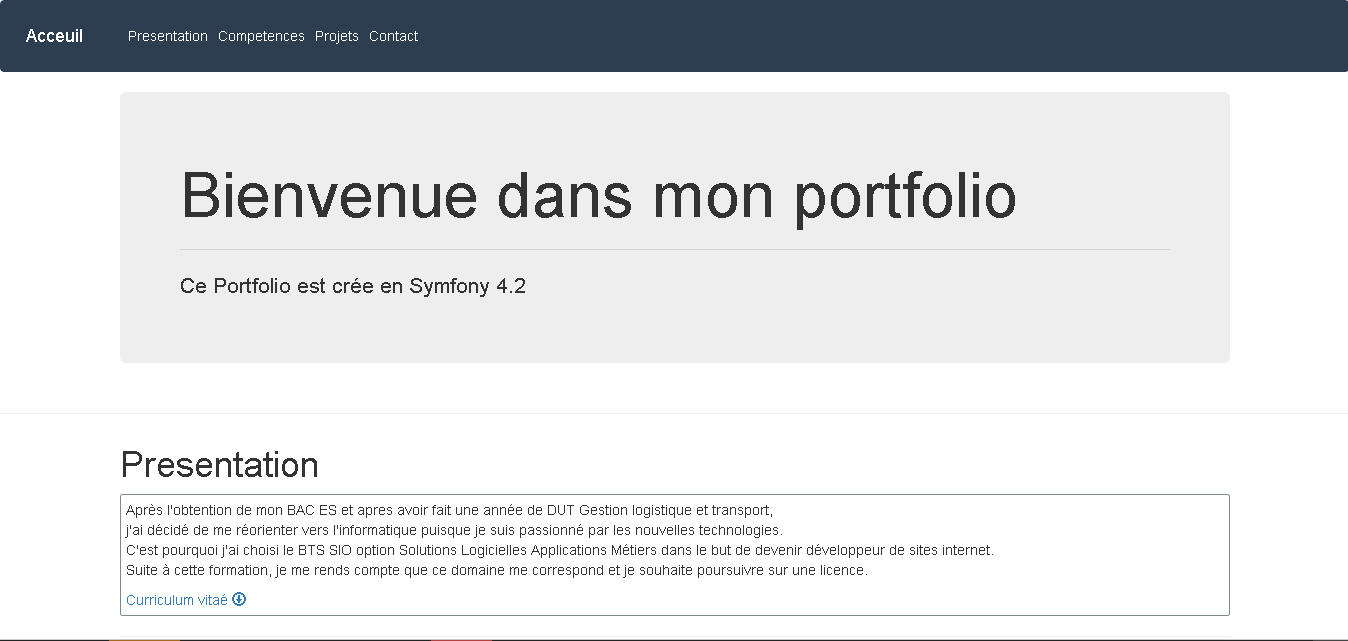 Acceuil Presentation Competences Projets Contact
Bienvenue dans mon portfolio
Ce Portfolio est crée en Symfony 4.2
Presentation
Après l'obtention de mon BAC ES et apres avoir fait une année de DUT Gestion logistique et transport,
j'ai décidé de me réorienter vers l'informatique puisque je suis passionné par les nouvelles technologies.
C'est pourquoi j'ai choisi le BTS SIO option Solutions Logicielles Applications Métiers dans le but de devenir développeur de sites internet.
Suite à cette formation, je me rends compte que ce domaine me correspond et je souhaite poursuivre sur une licence.
Curriculum vitaé